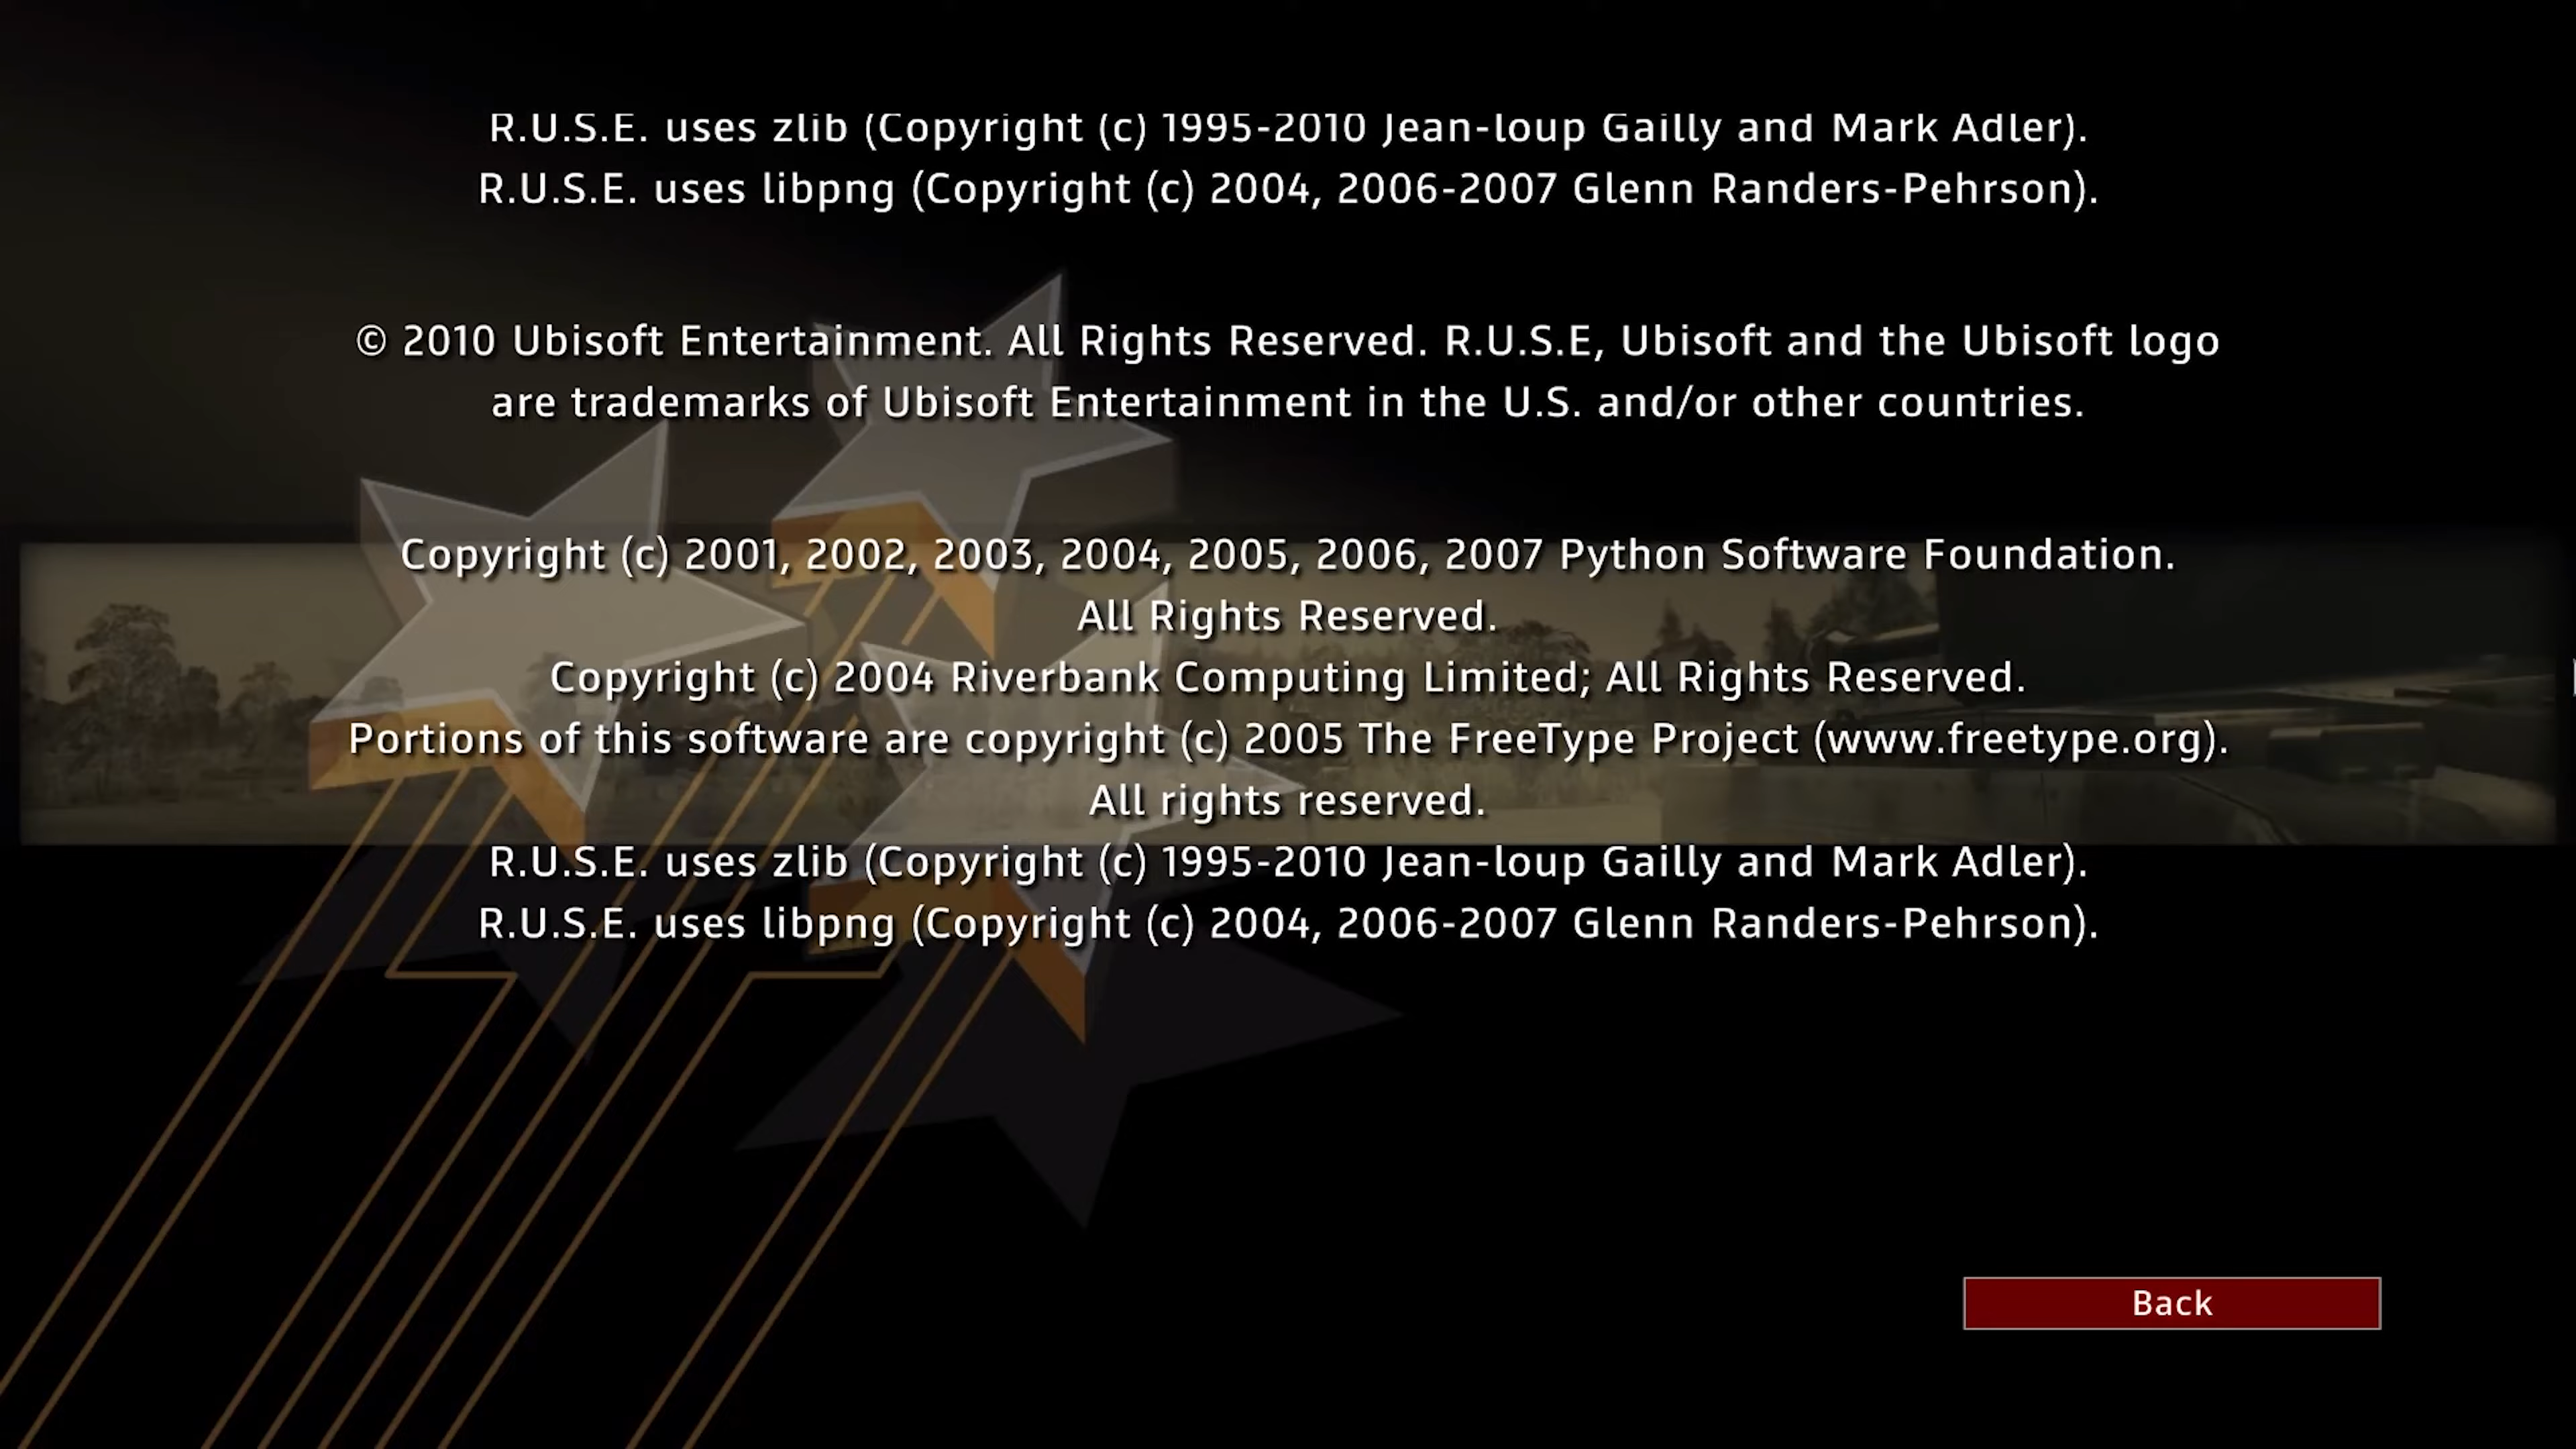 R.U.S.E. uses zlib (Copyright (c) 1995-2010 Jean-loup Gailly and Mark Adler).
R.U.S.E. uses libpng (Copyright (c) 2004, 2006-2007 Glenn Randers-Pehrson).
© 2010 Ubisoft Entertainment. All Rights Reserved. R.U.S.E, Ubisoft and the Ubisoft logo
are trademarks of Ubisoft Entertainment in the U.S. and/or other countries.
Copyright (c) 2001, 2002, 2003, 2004, 2005, 2006, 2007 Python Software Foundation.
All Rights Reserved.
Copyright (c) 2004 Riverbank Computing Limited; All Rights Reserved.
Portions of this software are copyright (c) 2005 The FreeType Project (www.freetype.org).
All rights reserved.
R.U.S.E. uses zlib (Copyright (c) 1995-2010 Jean-loup Gailly and Mark Adler).
R.U.S.E. uses libpng (Copyright (c) 2004, 2006-2007 Glenn Randers-Pehrson).
Back